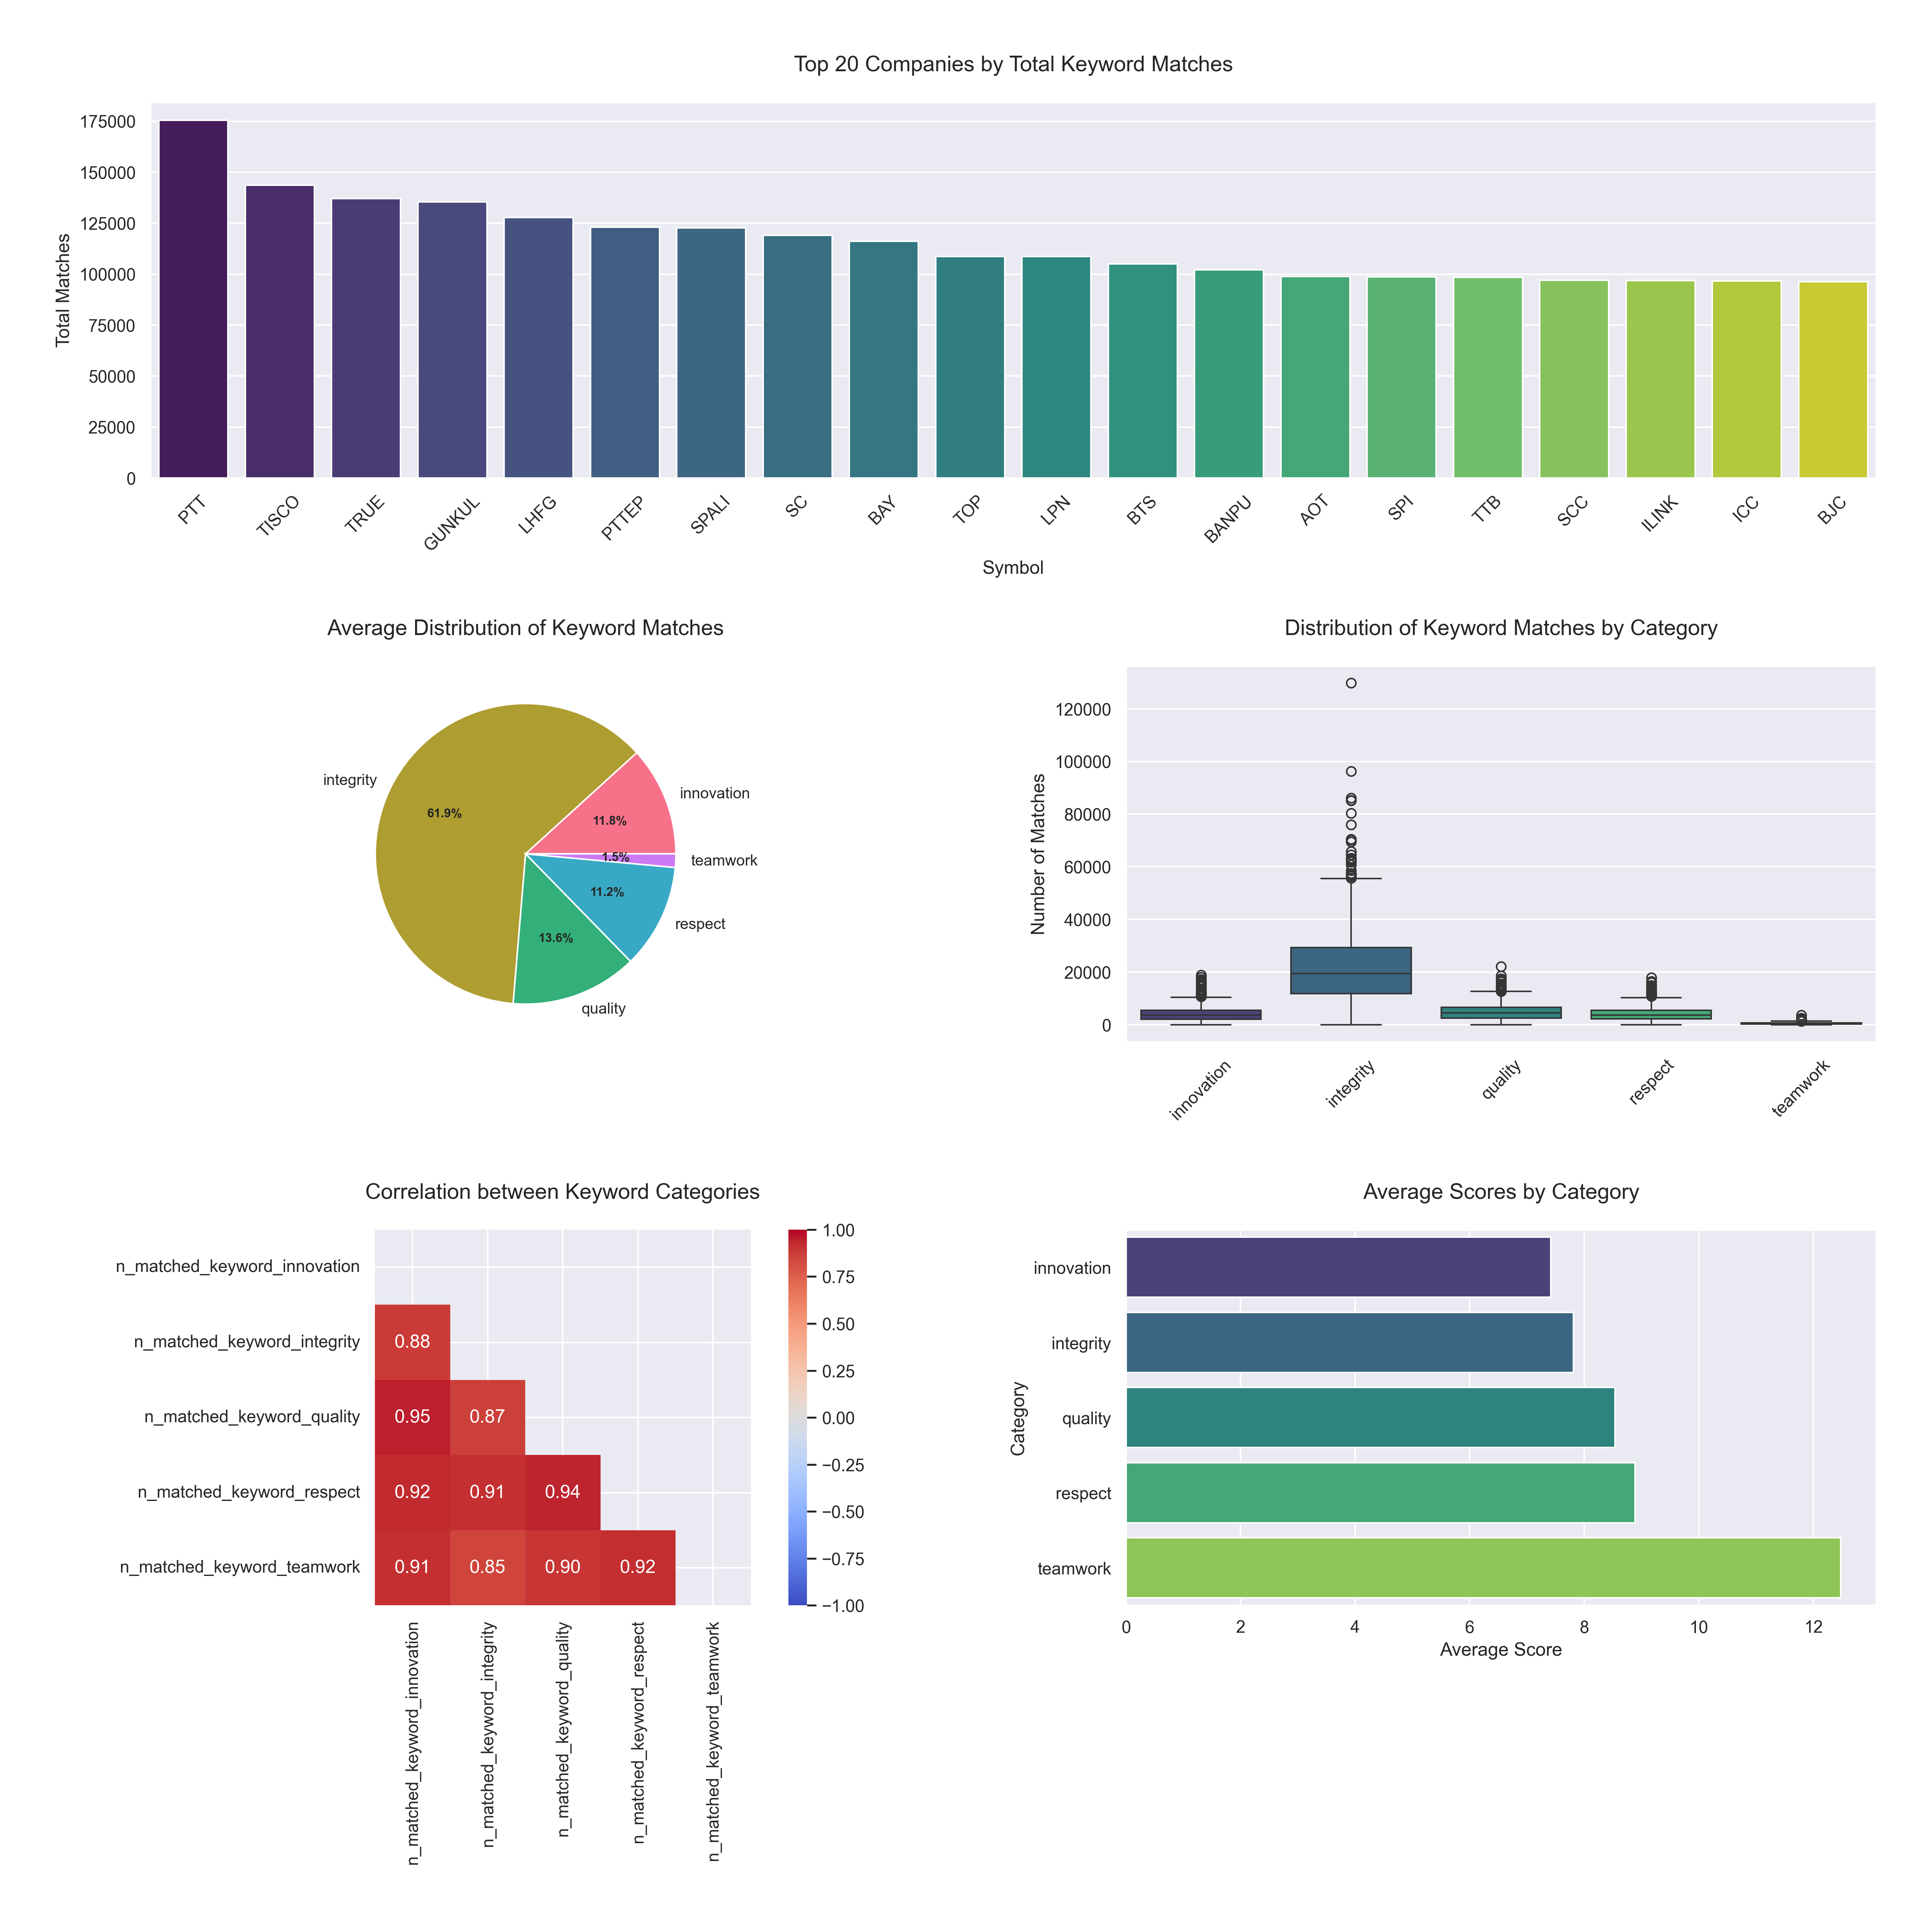 Top 20 Companies by Total Keyword Matches
Total Matches
175000
150000
125000
100000
75000
50000
25000
0
PTT
TISCO
TRUE
GUNKUL
LHFG
PTTEP
SPALI
SC
BAY
TOP
LPN
BTS
BANPU
AOT
SPI
TTB
SCC
ILINK
ICC
BJC
Symbol
Average Distribution of Keyword Matches
integrity
61.9%
innovation
11.8%
teamwork
1.5%
respect
11.2%
quality
13.6%
Distribution of Keyword Matches by Category
Number of Matches
120000
100000
80000
60000
40000
20000
0
innovation
integrity
quality
respect
teamwork
Correlation between Keyword Categories
n_matched_keyword_innovation
n_matched_keyword_integrity
0.88
n_matched_keyword_quality
0.95 0.87
n_matched_keyword_respect
0.92 0.91 0.94
n_matched_keyword_teamwork
0.91 0.85 0.90 0.92
n_matched_keyword_innovation
n_matched_keyword_integrity
n_matched_keyword_quality
n_matched_keyword_respect
n_matched_keyword_teamwork
1.00
0.75
0.50
0.25
0.00
−0.25
−0.50
−0.75
−1.00
Average Scores by Category
Category
innovation
integrity
quality
respect
teamwork
0 2 4 6 8 10 12
Average Score